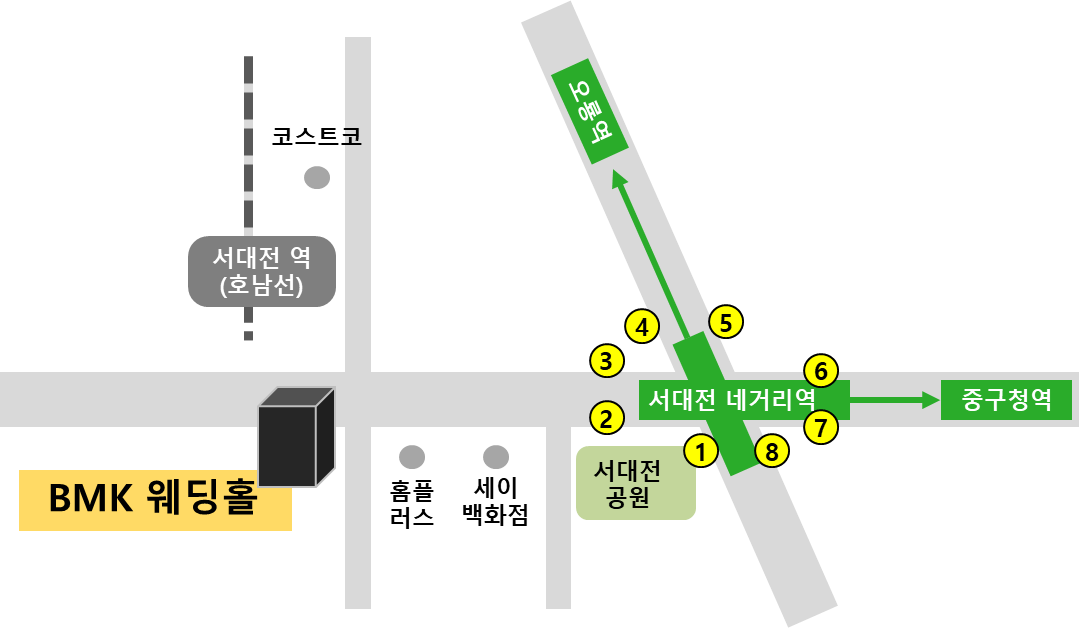 오룡역
코스트코
서대전 역
(호남선)
5
4
3
6
서대전 네거리역
중구청역
2
7
1
8
서대전
공원
홈플
러스
세이
백화점
BMK 웨딩홀